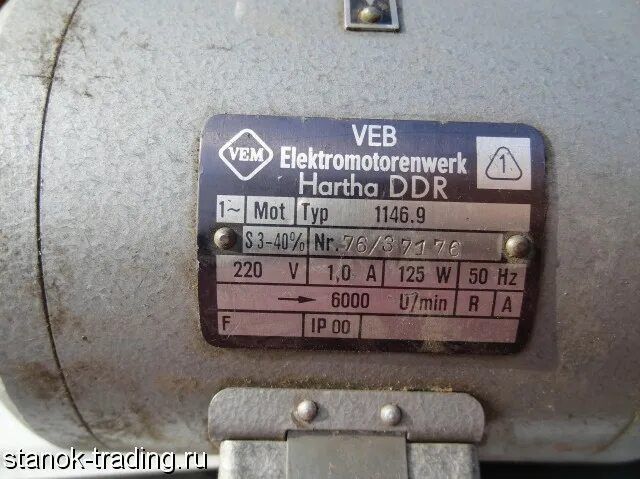 VEM
VEB
Elektromotorenwerk
Hartha DDR
1
1~ Mot Typ 1146.9
S3-40% Nr. 76/37176
220 V 1,0 A 125 W 50 Hz
→ 6000 U/min R A
F IP 00
stanok-trading.ru